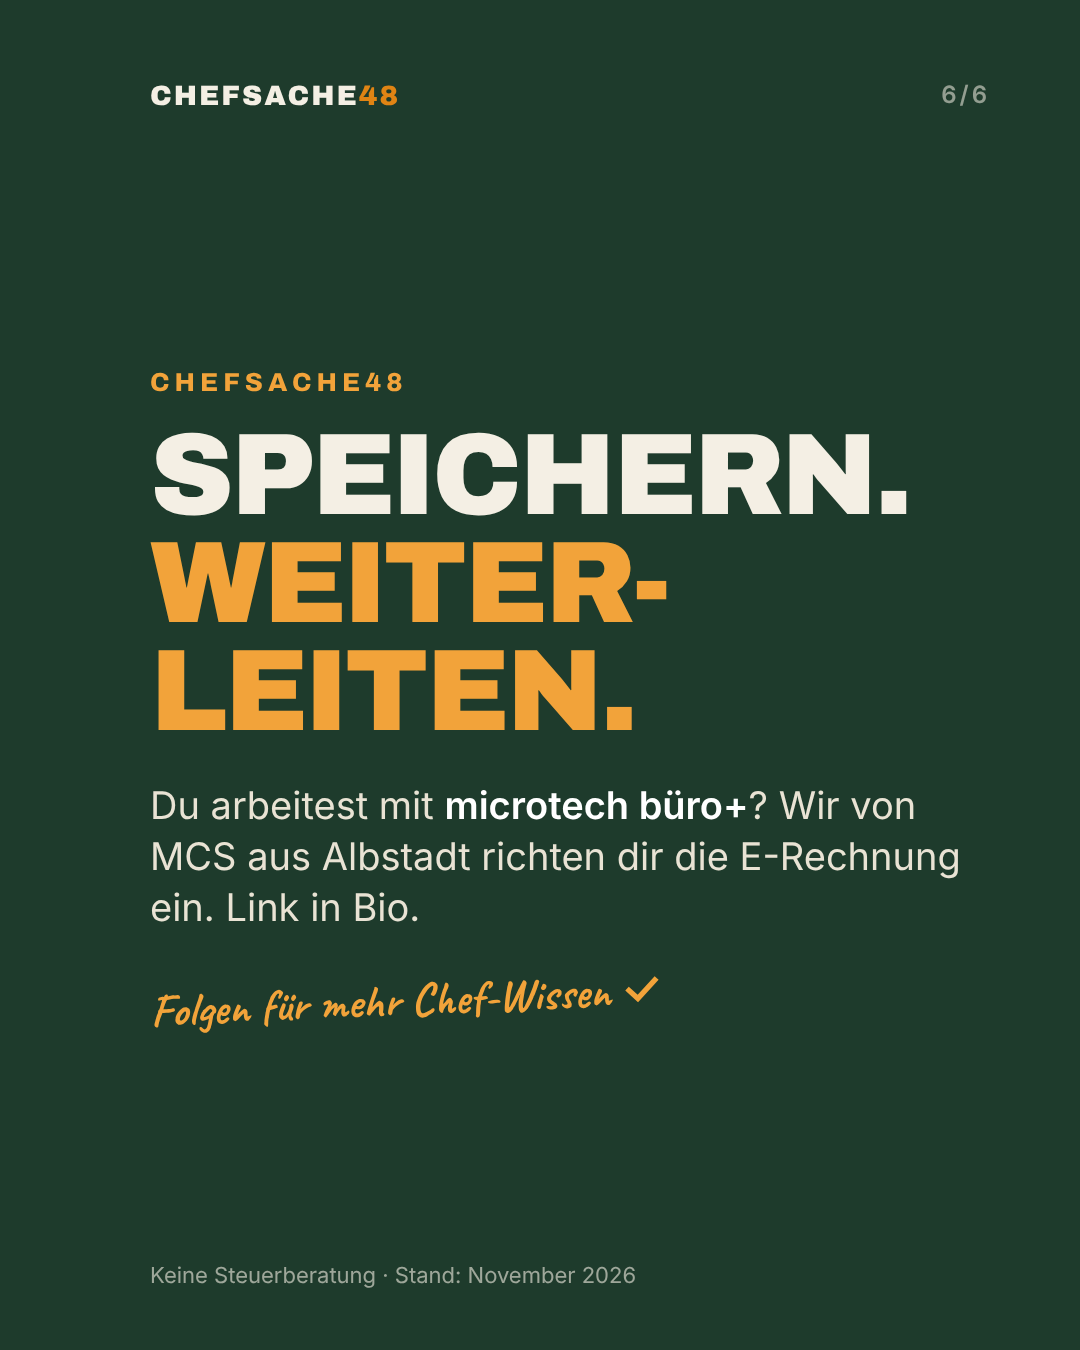 CHEFSACHE48
6/6
CHEFSACHE48
SPEICHERN.
WEITER-
LEITEN.
Du arbeitest mit microtech büro+? Wir von
MCS aus Albstadt richten dir die E-Rechnung
ein. Link in Bio.
Folgen für mehr Chef-Wissen ✓
Keine Steuerberatung · Stand: November 2026